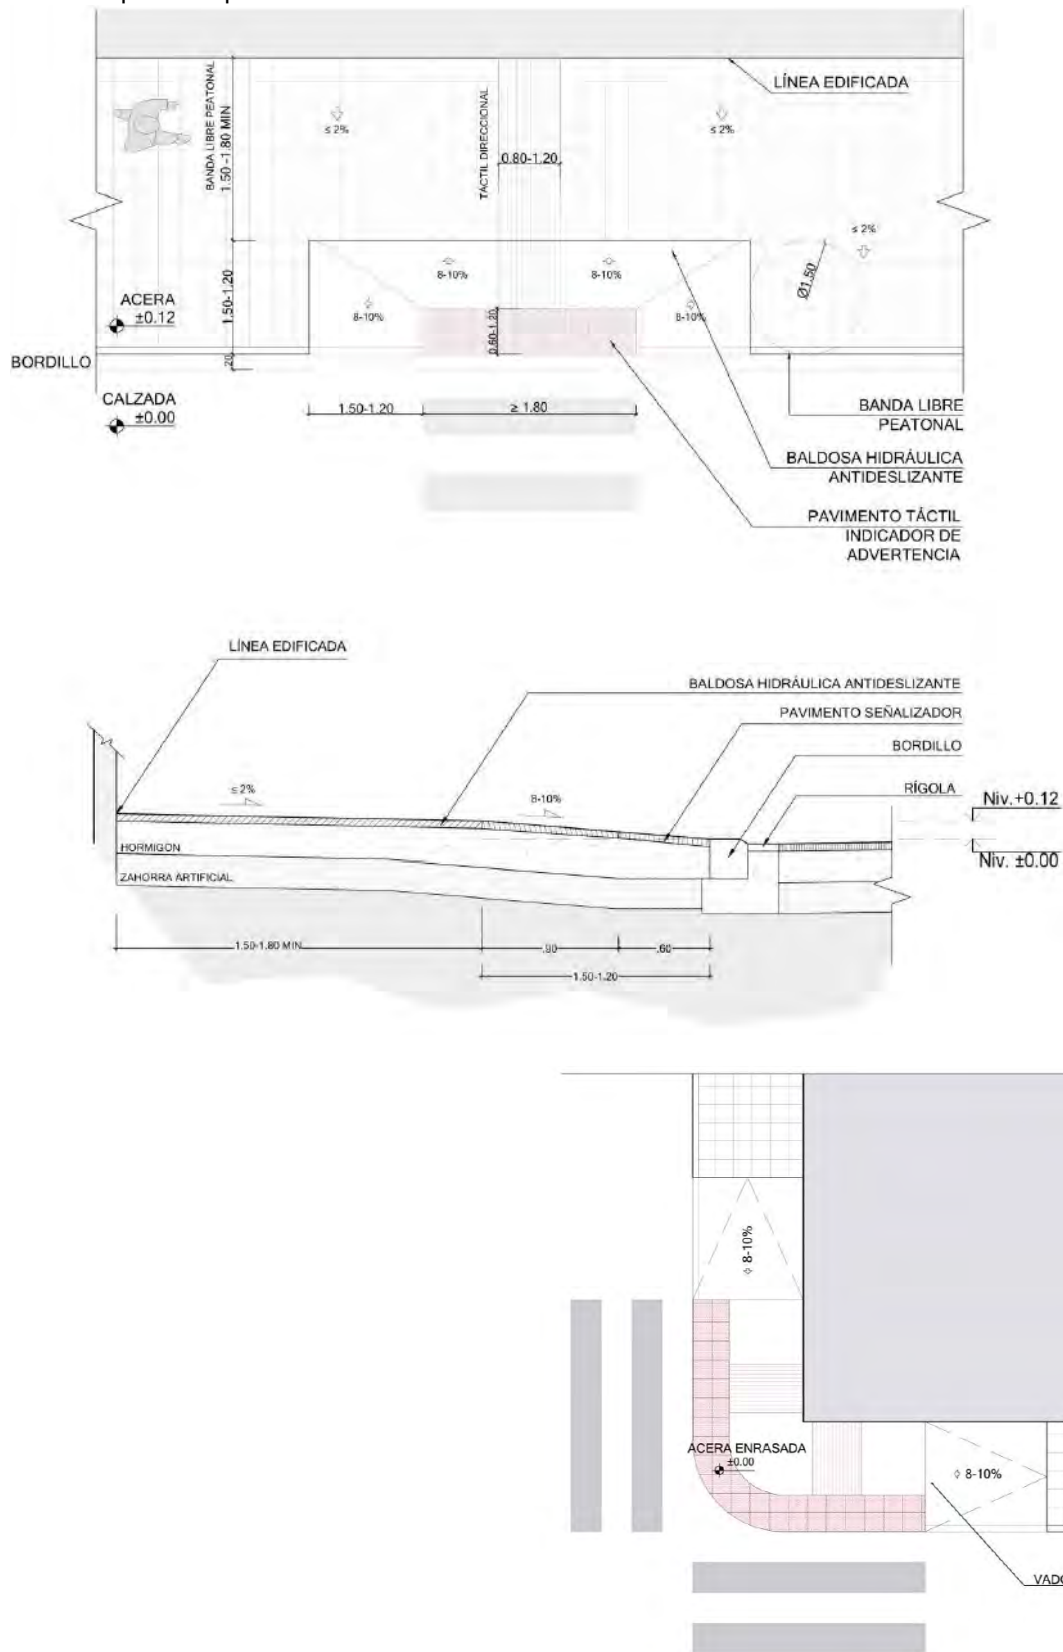 LÍNEA EDIFICADA
BANDA LIBRE PEATONAL
1.50 -1.80 MIN
TÁCTIL DIRECCIONAL
≤ 2%
≤ 2%
0.80-1.20
≤ 2%
Ø1.50
8-10%
8-10%
8-10%
8-10%
1.50-1.20
0.60-1.20
ACERA
±0.12
BORDILLO
.20
CALZADA
±0.00
1.50-1.20
≥ 1.80
BANDA LIBRE
PEATONAL
BALDOSA HIDRÁULICA
ANTIDESLIZANTE
PAVIMENTO TÁCTIL
INDICADOR DE
ADVERTENCIA
LÍNEA EDIFICADA
BALDOSA HIDRÁULICA ANTIDESLIZANTE
PAVIMENTO SEÑALIZADOR
BORDILLO
RÍGOLA
≤ 2%
8-10%
Niv.+0.12
Niv. ±0.00
HORMIGON
ZAHORRA ARTIFICIAL
1.50-1.80 MIN
.90
.60
1.50-1.20
8-10%
ACERA ENRASADA
±0.00
8-10%